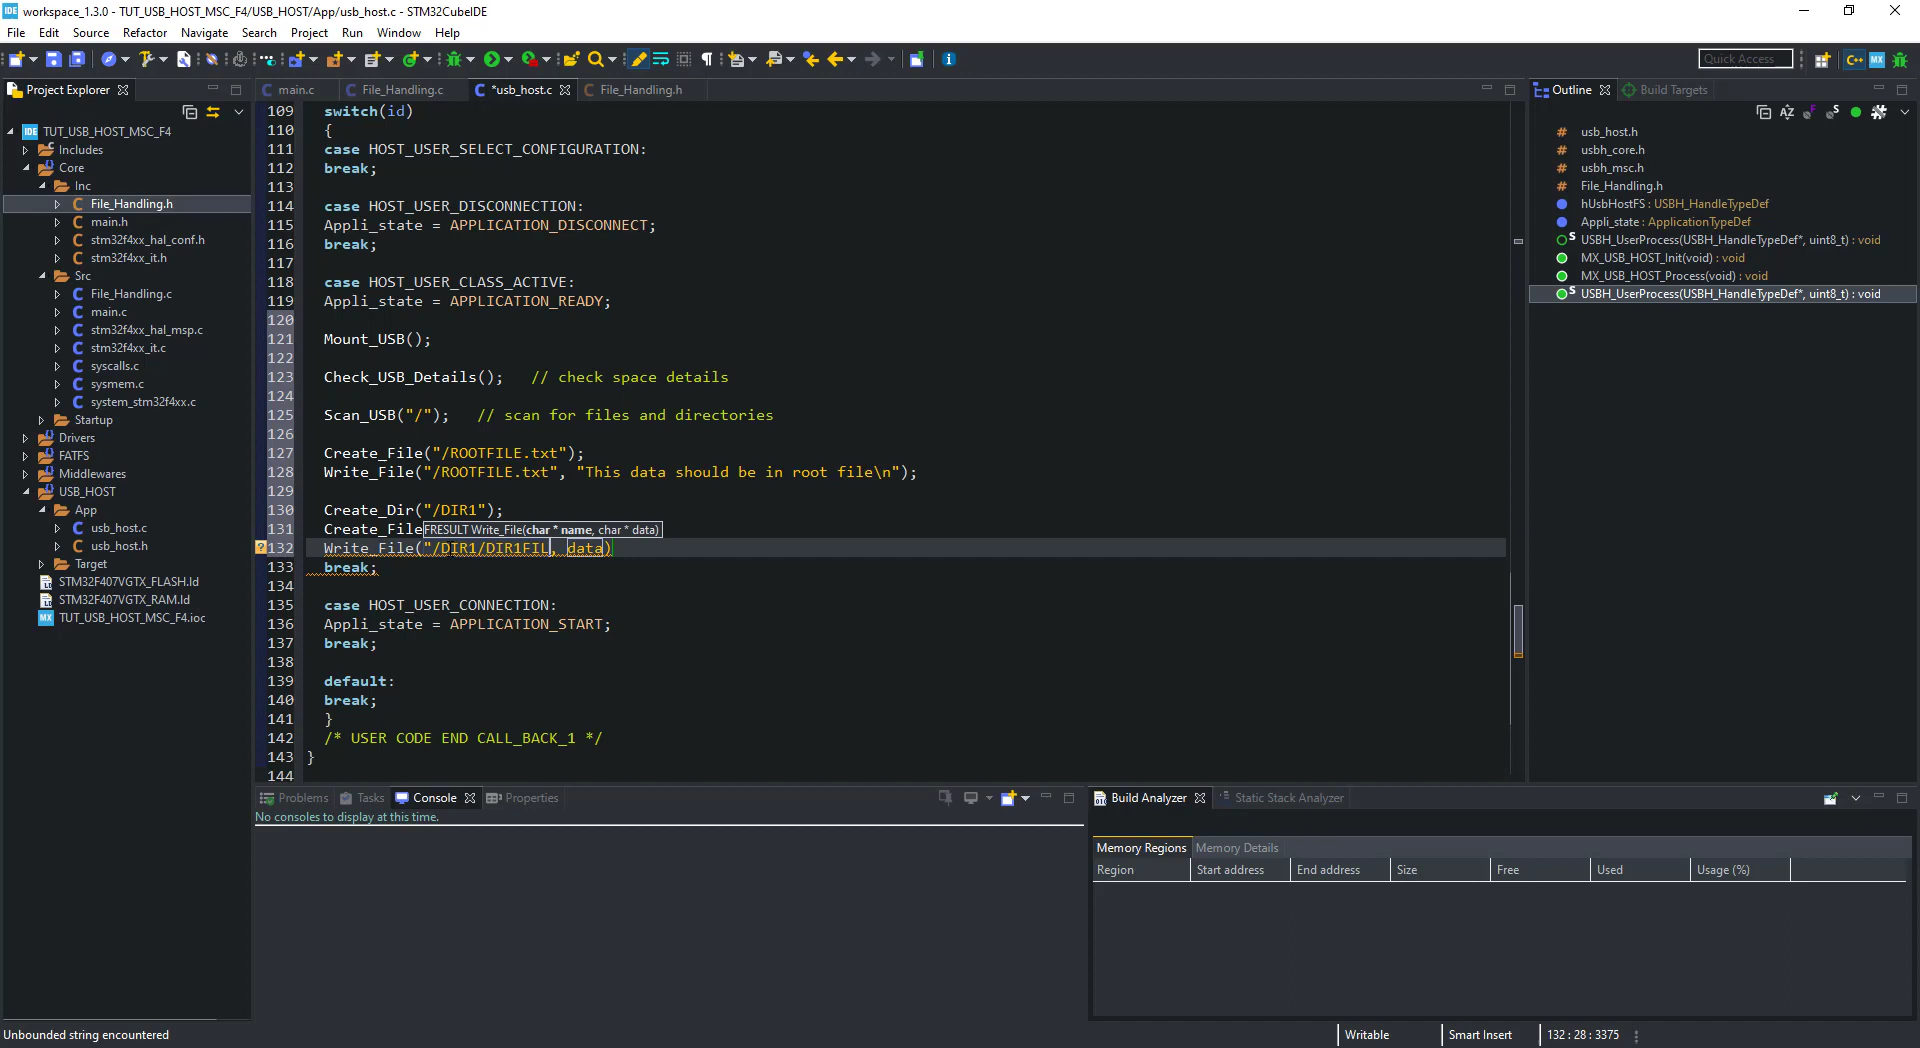 workspace_1.3.0 - TUT_USB_HOST_MSC_F4/USB_HOST/App/usb_host.c - STM32CubeIDE
File Edit Source Refactor Navigate Search Project Run Window Help
Quick Access
Project Explorer
TUT_USB_HOST_MSC_F4
Includes
Core
Inc
File_Handling.h
main.h
stm32f4xx_hal_conf.h
stm32f4xx_it.h
Src
File_Handling.c
main.c
stm32f4xx_hal_msp.c
stm32f4xx_it.c
syscalls.c
sysmem.c
system_stm32f4xx.c
Startup
Drivers
FATFS
Middlewares
USB_HOST
App
usb_host.c
usb_host.h
Target
STM32F407VGTX_FLASH.ld
STM32F407VGTX_RAM.ld
TUT_USB_HOST_MSC_F4.ioc
main.c File_Handling.c *usb_host.c File_Handling.h
109 switch(id)
110 {
111 case HOST_USER_SELECT_CONFIGURATION:
112 break;
113
114 case HOST_USER_DISCONNECTION:
115 Appli_state = APPLICATION_DISCONNECT;
116 break;
117
118 case HOST_USER_CLASS_ACTIVE:
119 Appli_state = APPLICATION_READY;
120
121 Mount_USB();
122
123 Check_USB_Details();   // check space details
124
125 Scan_USB("/");   // scan for files and directories
126
127 Create_File("/ROOTFILE.txt");
128 Write_File("/ROOTFILE.txt", "This data should be in root file\n");
129
130 Create_Dir("/DIR1");
131 Create_File
FRESULT Write_File(char * name, char * data)
132 Write_File("/DIR1/DIR1FIL, data)
133 break;
134
135 case HOST_USER_CONNECTION:
136 Appli_state = APPLICATION_START;
137 break;
138
139 default:
140 break;
141 }
142 /* USER CODE END CALL_BACK_1 */
143 }
144
Outline Build Targets
usb_host.h
usbh_core.h
usbh_msc.h
File_Handling.h
hUsbHostFS : USBH_HandleTypeDef
Appli_state : ApplicationTypeDef
USBH_UserProcess(USBH_HandleTypeDef*, uint8_t) : void
MX_USB_HOST_Init(void) : void
MX_USB_HOST_Process(void) : void
USBH_UserProcess(USBH_HandleTypeDef*, uint8_t) : void
Problems Tasks Console Properties
No consoles to display at this time.
Build Analyzer Static Stack Analyzer
Memory Regions Memory Details
Region Start address End address Size Free Used Usage (%)
Unbounded string encountered
Writable Smart Insert 132 : 28 : 3375